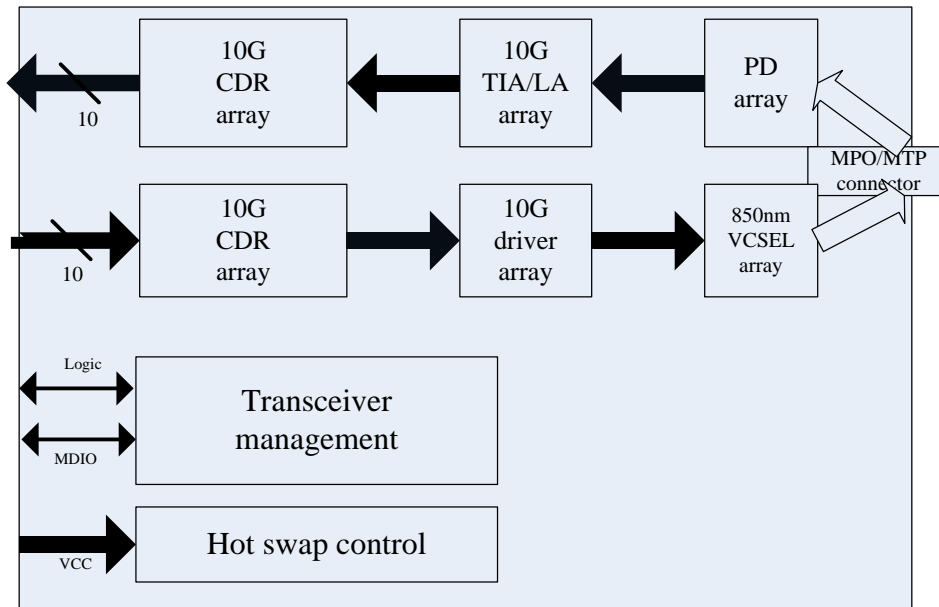 10G
CDR
array
10G
TIA/LA
array
PD
array
10
MPO/MTP
connector
10G
CDR
array
10G
driver
array
850nm
VCSEL
array
10
Logic
Transceiver
management
MDIO
Hot swap control
VCC